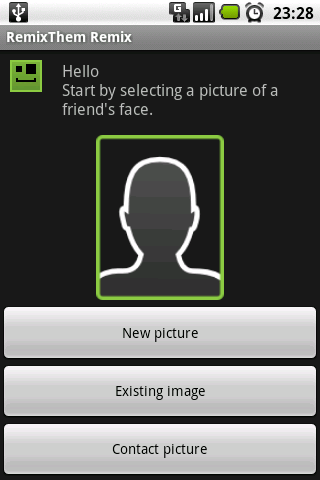 23:28
RemixThem Remix
Hello
Start by selecting a picture of a
friend's face.
New picture
Existing image
Contact picture